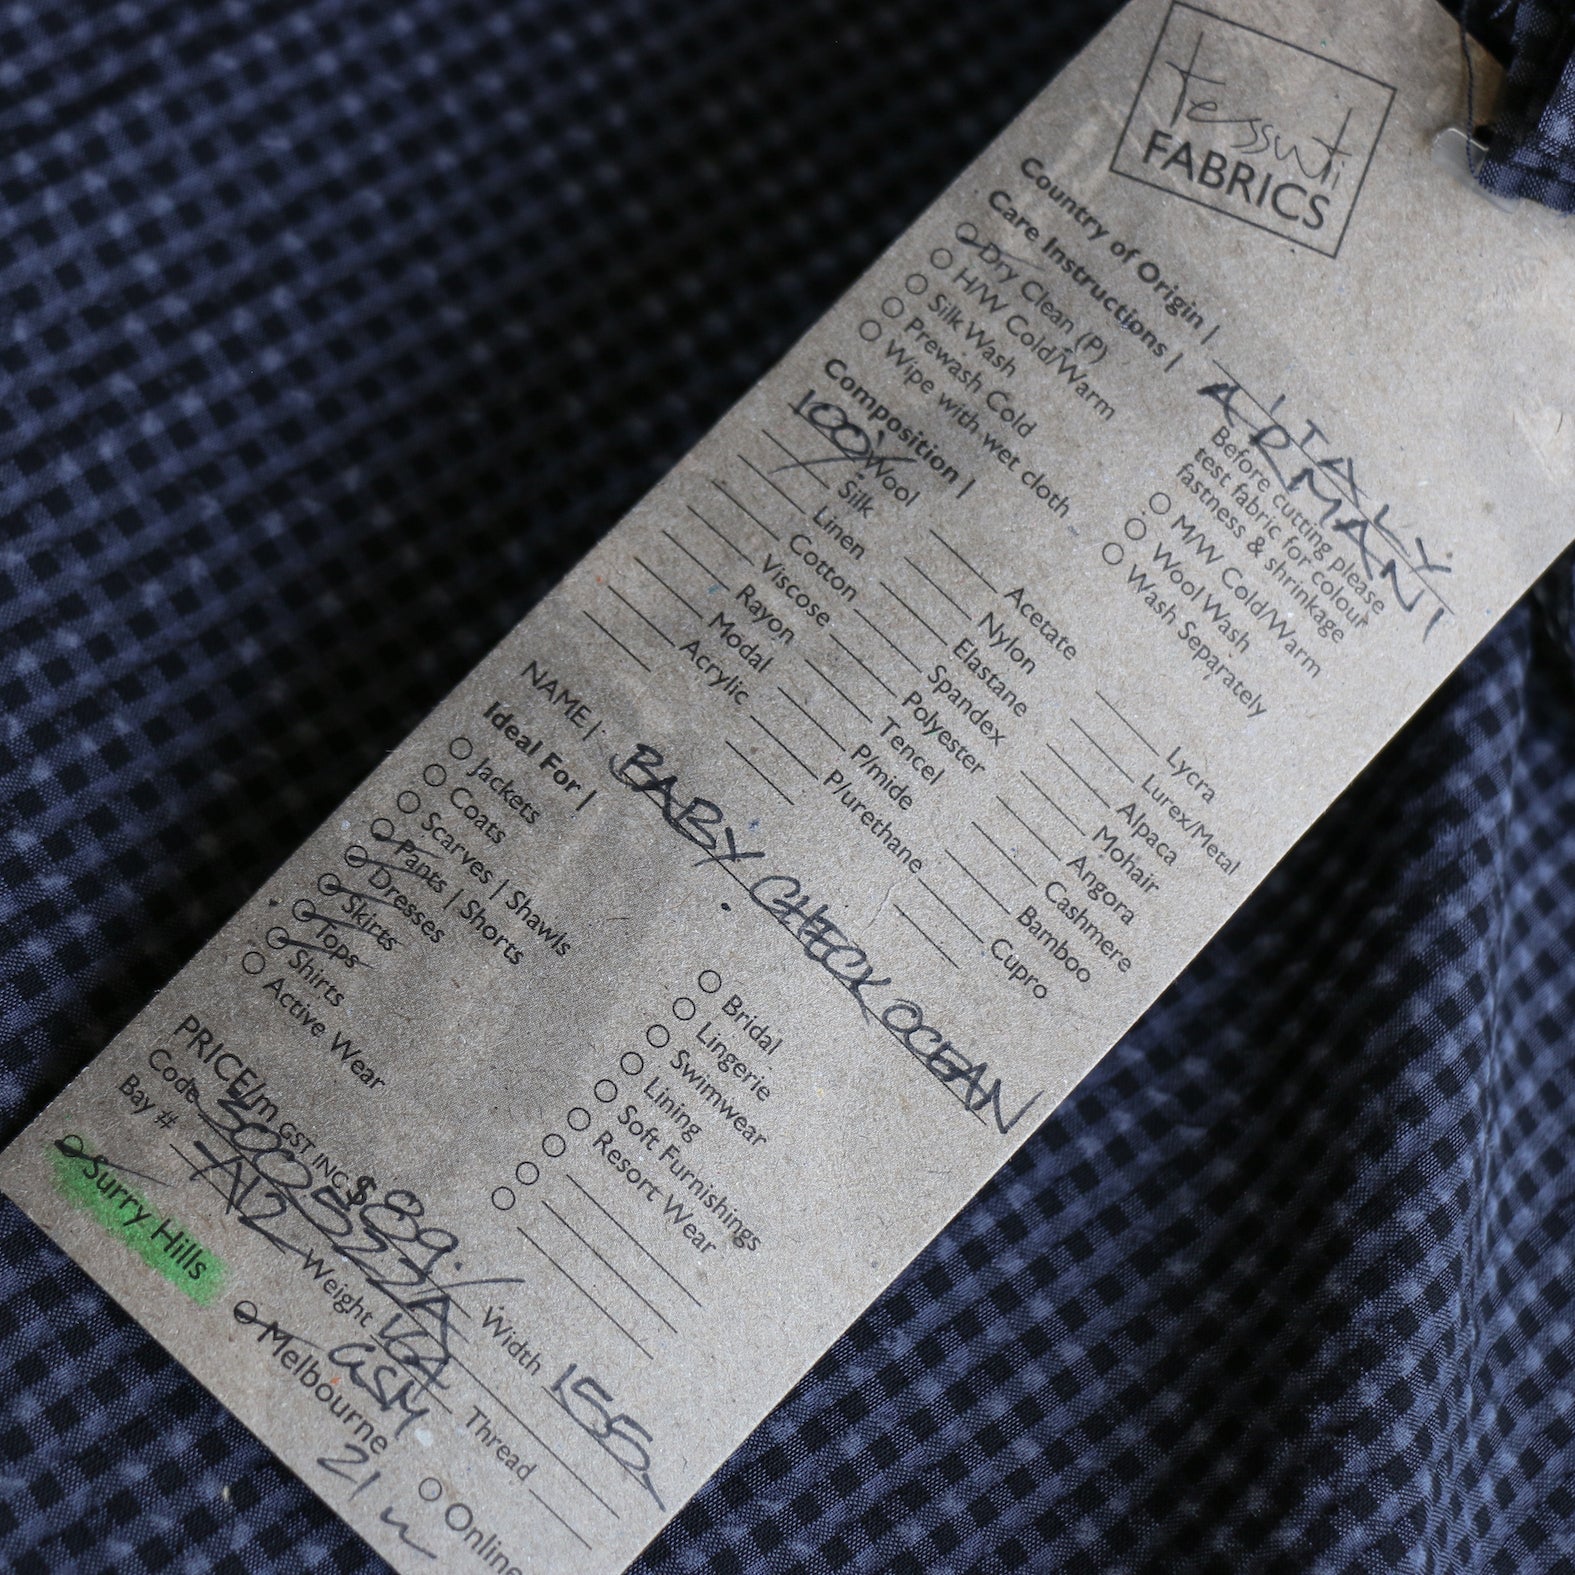 tessuti
FABRICS
Country of Origin | ITALY
Care Instructions | ARMANI
Dry Clean (P)
H/W Cold/Warm
Silk Wash
Prewash Cold
Wipe with wet cloth
Before cutting please
test fabric for colour
fastness & shrinkage
M/W Cold/Warm
Wool Wash
Wash Separately
Composition |
100% Wool
Silk
Linen
Cotton
Viscose
Rayon
Modal
Acrylic
Acetate
Nylon
Elastane
Spandex
Polyester
Tencel
P/mide
P/urethane
Lycra
Lurex/Metal
Alpaca
Mohair
Angora
Cashmere
Bamboo
Cupro
NAME | BABY CHECK OCEAN
Ideal For |
Jackets
Coats
Scarves | Shawls
Pants | Shorts
Dresses
Skirts
Tops
Shirts
Active Wear
Bridal
Lingerie
Swimwear
Lining
Soft Furnishings
Resort Wear
PRICE/m GST INC $ 89. Width 155
Code
Bay # A12 Weight Thread
Surry Hills Melbourne Online
21